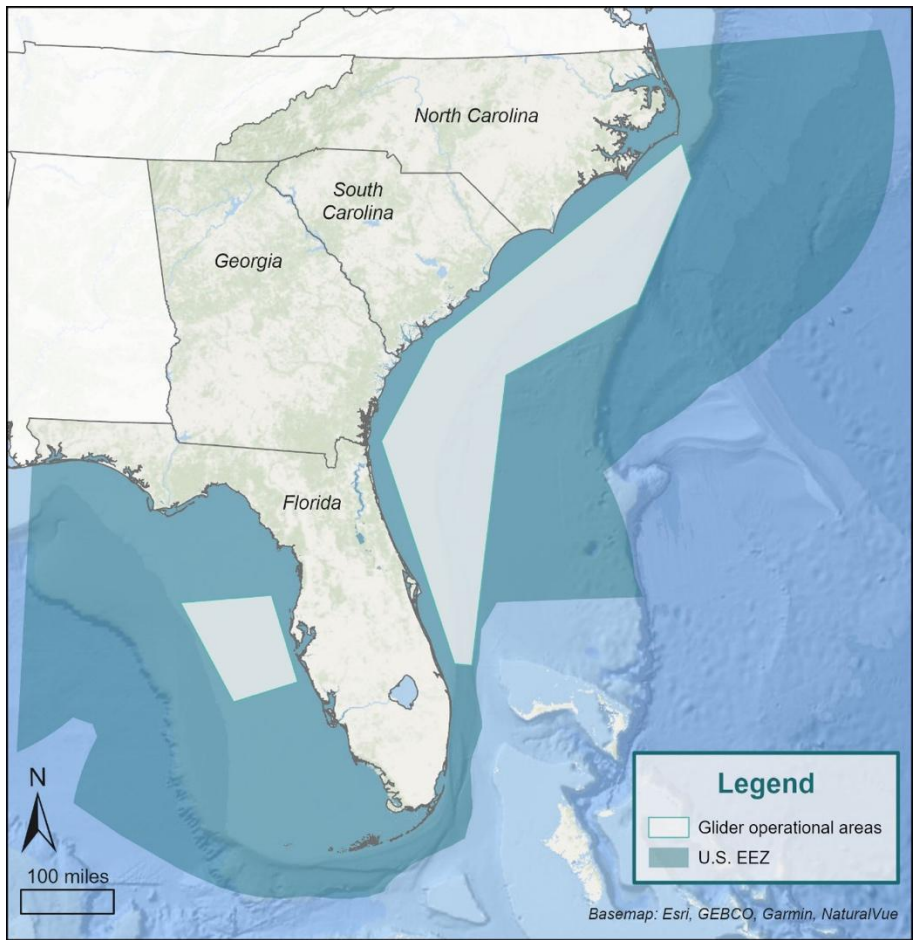 North Carolina
South
Carolina
Georgia
Florida
N
100 miles
Legend
Glider operational areas
U.S. EEZ
Basemap: Esri, GEBCO, Garmin, NaturalVue